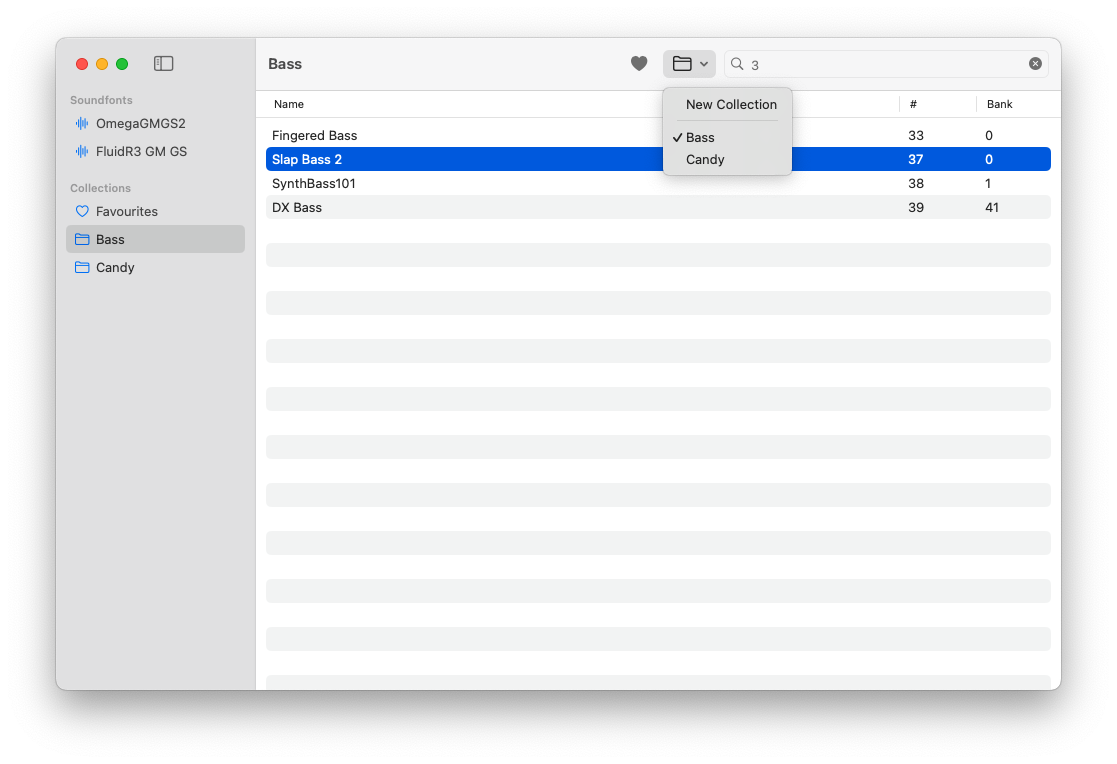 Soundfonts
OmegaGMGS2
FluidR3 GM GS
Collections
Favourites
Bass
Candy
Bass
3
New Collection
Bass
Candy
Name # Bank
Fingered Bass 33 0
Slap Bass 2 37 0
SynthBass101 38 1
DX Bass 39 41